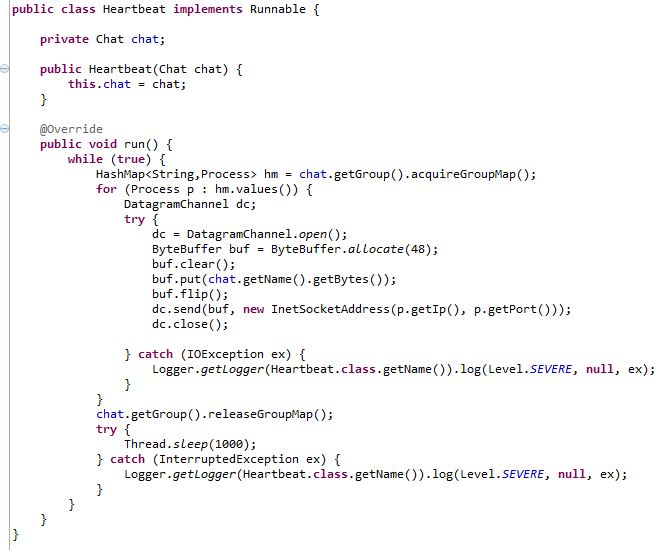 public class Heartbeat implements Runnable {
private Chat chat;
public Heartbeat(Chat chat) {
this.chat = chat;
}
@Override
public void run() {
while (true) {
HashMap<String,Process> hm = chat.getGroup().acquireGroupMap();
for (Process p : hm.values()) {
DatagramChannel dc;
try {
dc = DatagramChannel.open();
ByteBuffer buf = ByteBuffer.allocate(48);
buf.clear();
buf.put(chat.getName().getBytes());
buf.flip();
dc.send(buf, new InetSocketAddress(p.getIp(), p.getPort()));
dc.close();
} catch (IOException ex) {
Logger.getLogger(Heartbeat.class.getName()).log(Level.SEVERE, null, ex);
}
}
chat.getGroup().releaseGroupMap();
try {
Thread.sleep(1000);
} catch (InterruptedException ex) {
Logger.getLogger(Heartbeat.class.getName()).log(Level.SEVERE, null, ex);
}
}
}
}